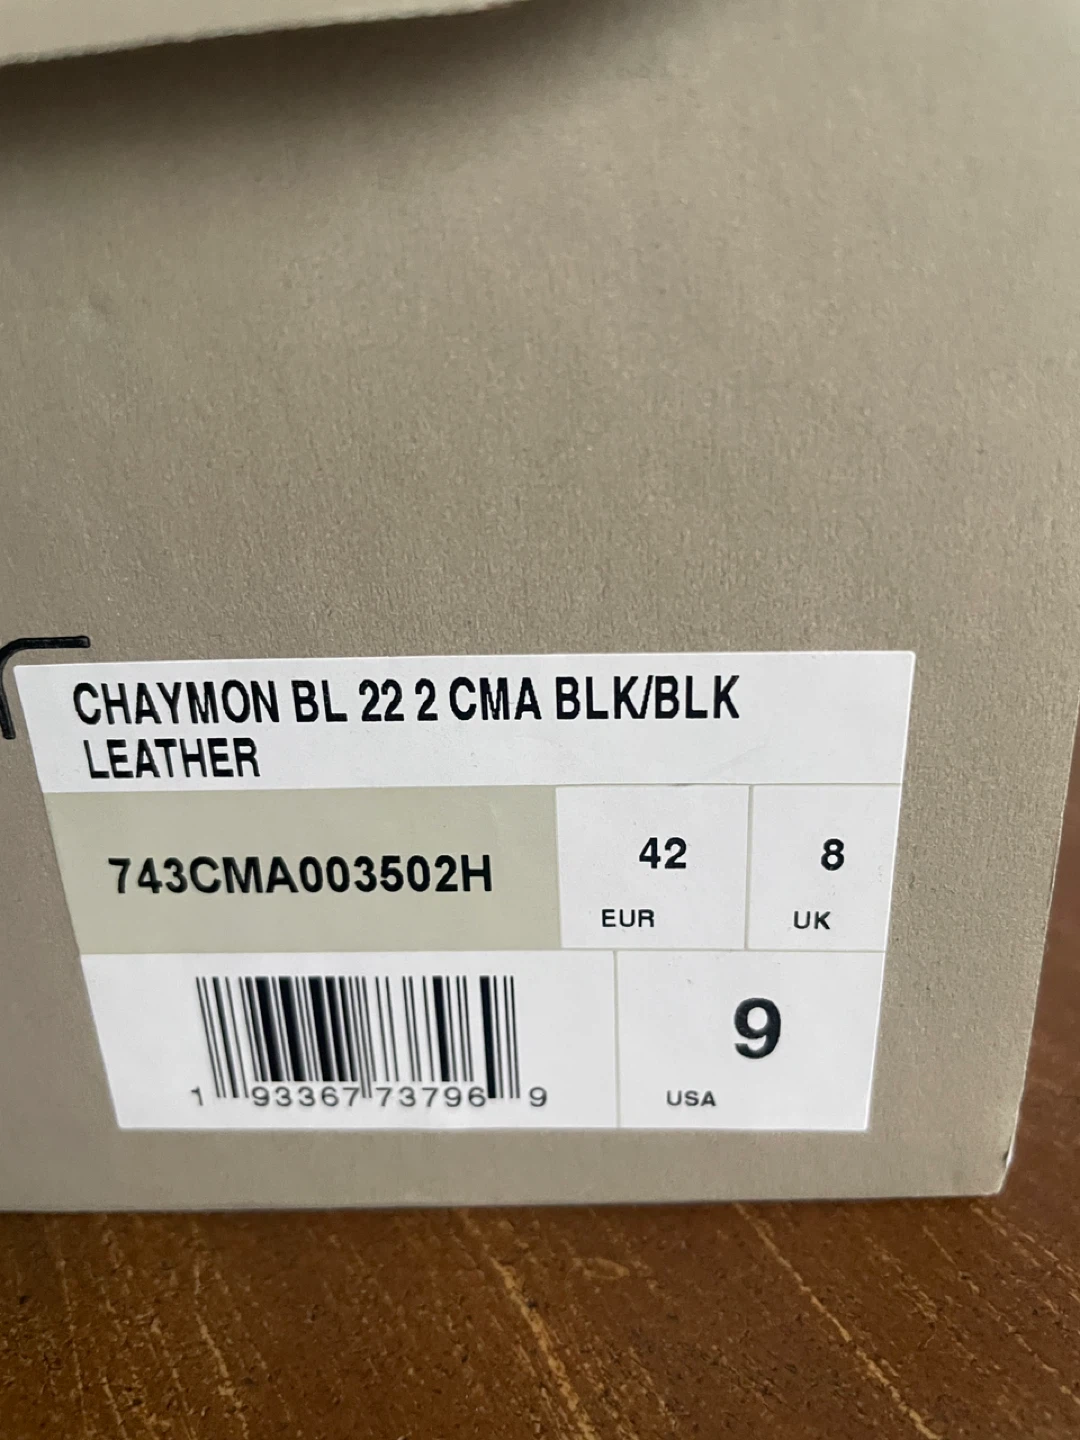 CHAYMON BL 22 2 CMA BLK/BLK
LEATHER
743CMA003502H
42
EUR
8
UK
1 93367 73796 9
9
USA